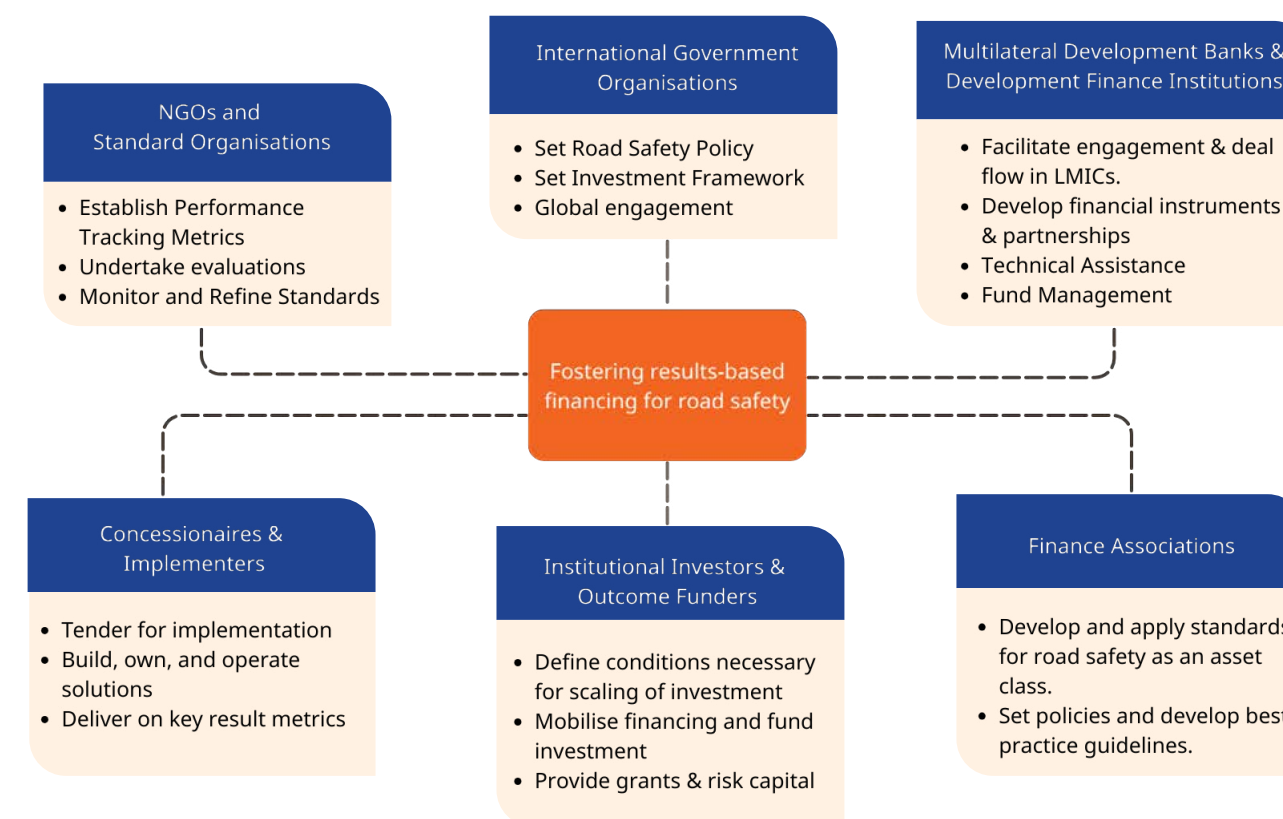 NGOs and
Standard Organisations
• Establish Performance
Tracking Metrics
• Undertake evaluations
• Monitor and Refine Standards
International Government
Organisations
• Set Road Safety Policy
• Set Investment Framework
• Global engagement
Multilateral Development Banks &
Development Finance Institutions
• Facilitate engagement & deal
flow in LMICs.
• Develop financial instruments
& partnerships
• Technical Assistance
• Fund Management
Fostering results-based
financing for road safety
Concessionaires &
Implementers
• Tender for implementation
• Build, own, and operate
solutions
• Deliver on key result metrics
Institutional Investors &
Outcome Funders
• Define conditions necessary
for scaling of investment
• Mobilise financing and fund
investment
• Provide grants & risk capital
Finance Associations
• Develop and apply standards
for road safety as an asset
class.
• Set policies and develop best
practice guidelines.